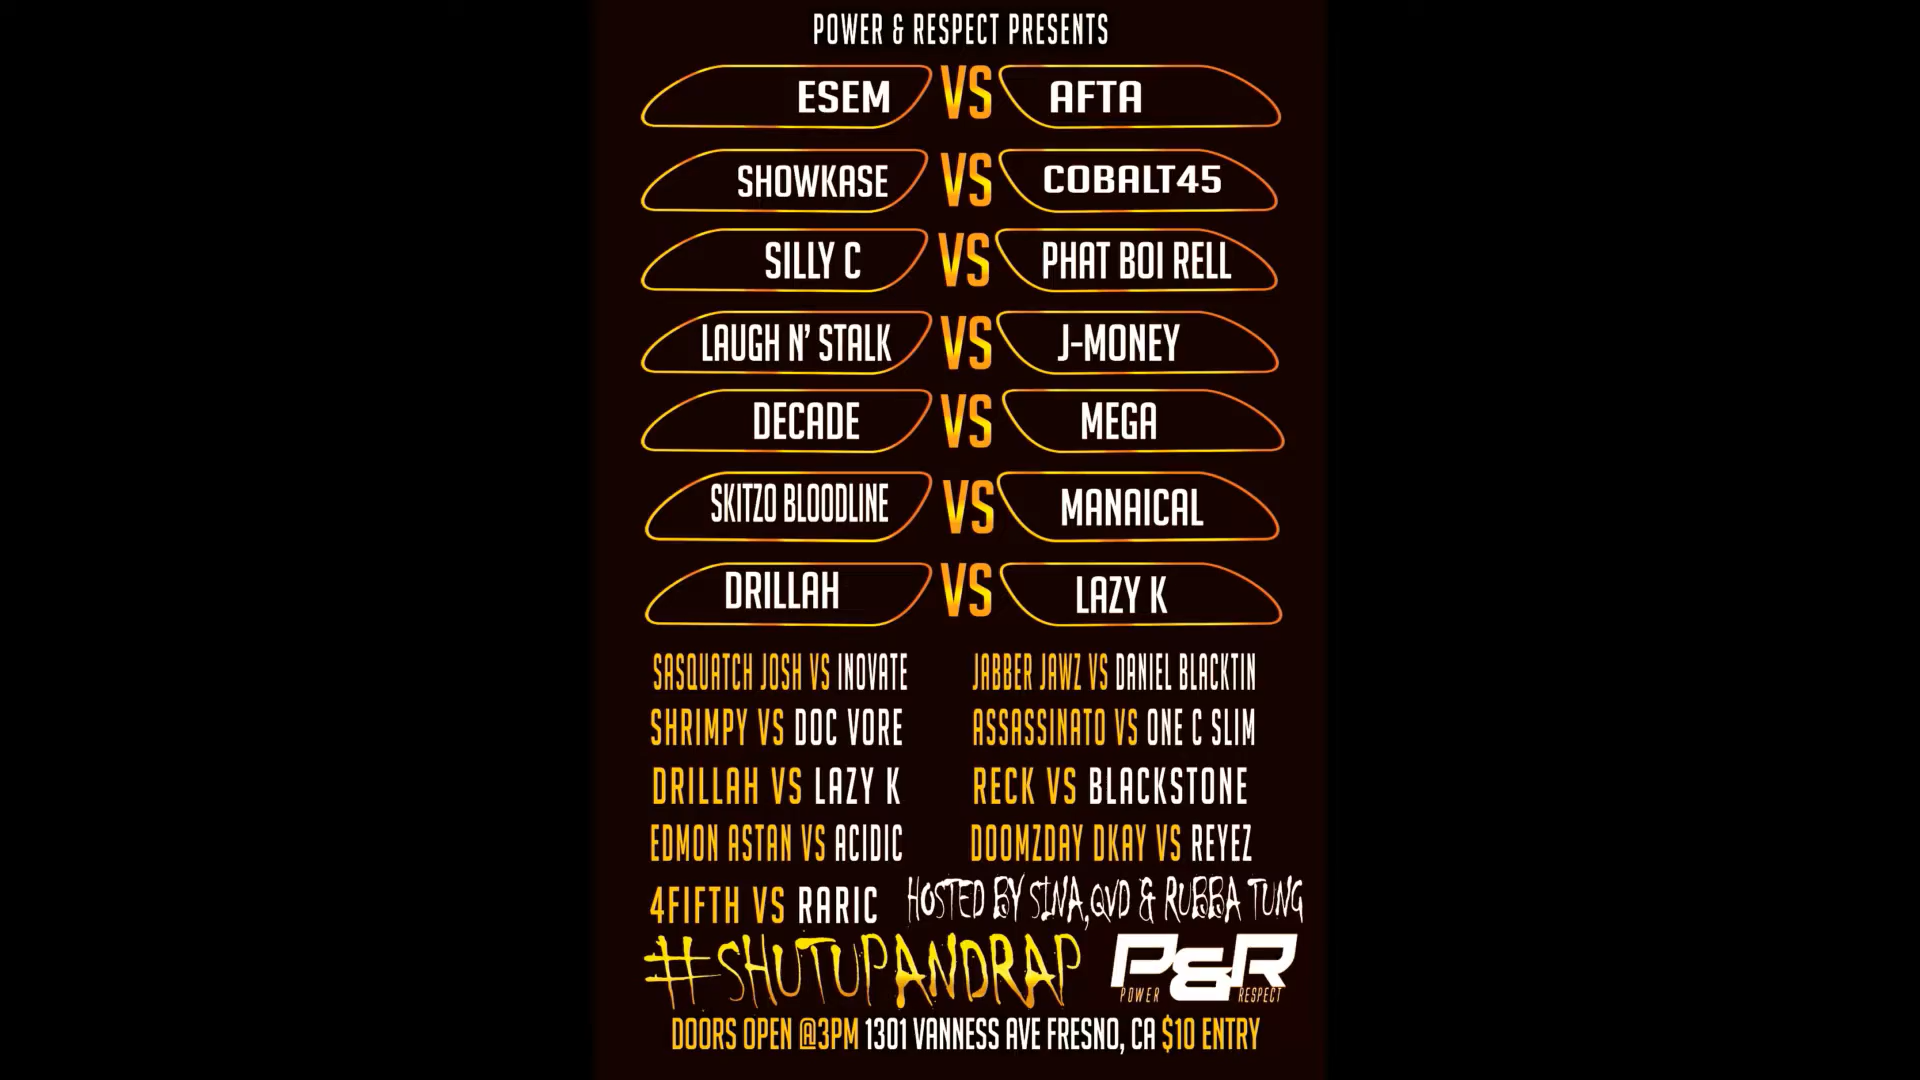 POWER & RESPECT PRESENTS
ESEM VS AFTA
SHOWKASE VS COBALT45
SILLY C VS PHAT BOI RELL
LAUGH N' STALK VS J-MONEY
DECADE VS MEGA
SKITZO BLOODLINE VS MANAICAL
DRILLAH VS LAZY K
SASQUATCH JOSH VS INOVATE
JABBER JAWZ VS DANIEL BLACKTIN
SHRIMPY VS DOC VORE
ASSASSINATO VS ONE C SLIM
DRILLAH VS LAZY K
RECK VS BLACKSTONE
EDMON ASTAN VS ACIDIC
DOOMZDAY DKAY VS REYEZ
4FIFTH VS RARIC
HOSTED BY SINA,QVD & RUBBA TUNG
#SHUTUPANDRAP
P&R
POWER RESPECT
DOORS OPEN @3PM 1301 VANNESS AVE FRESNO, CA $10 ENTRY